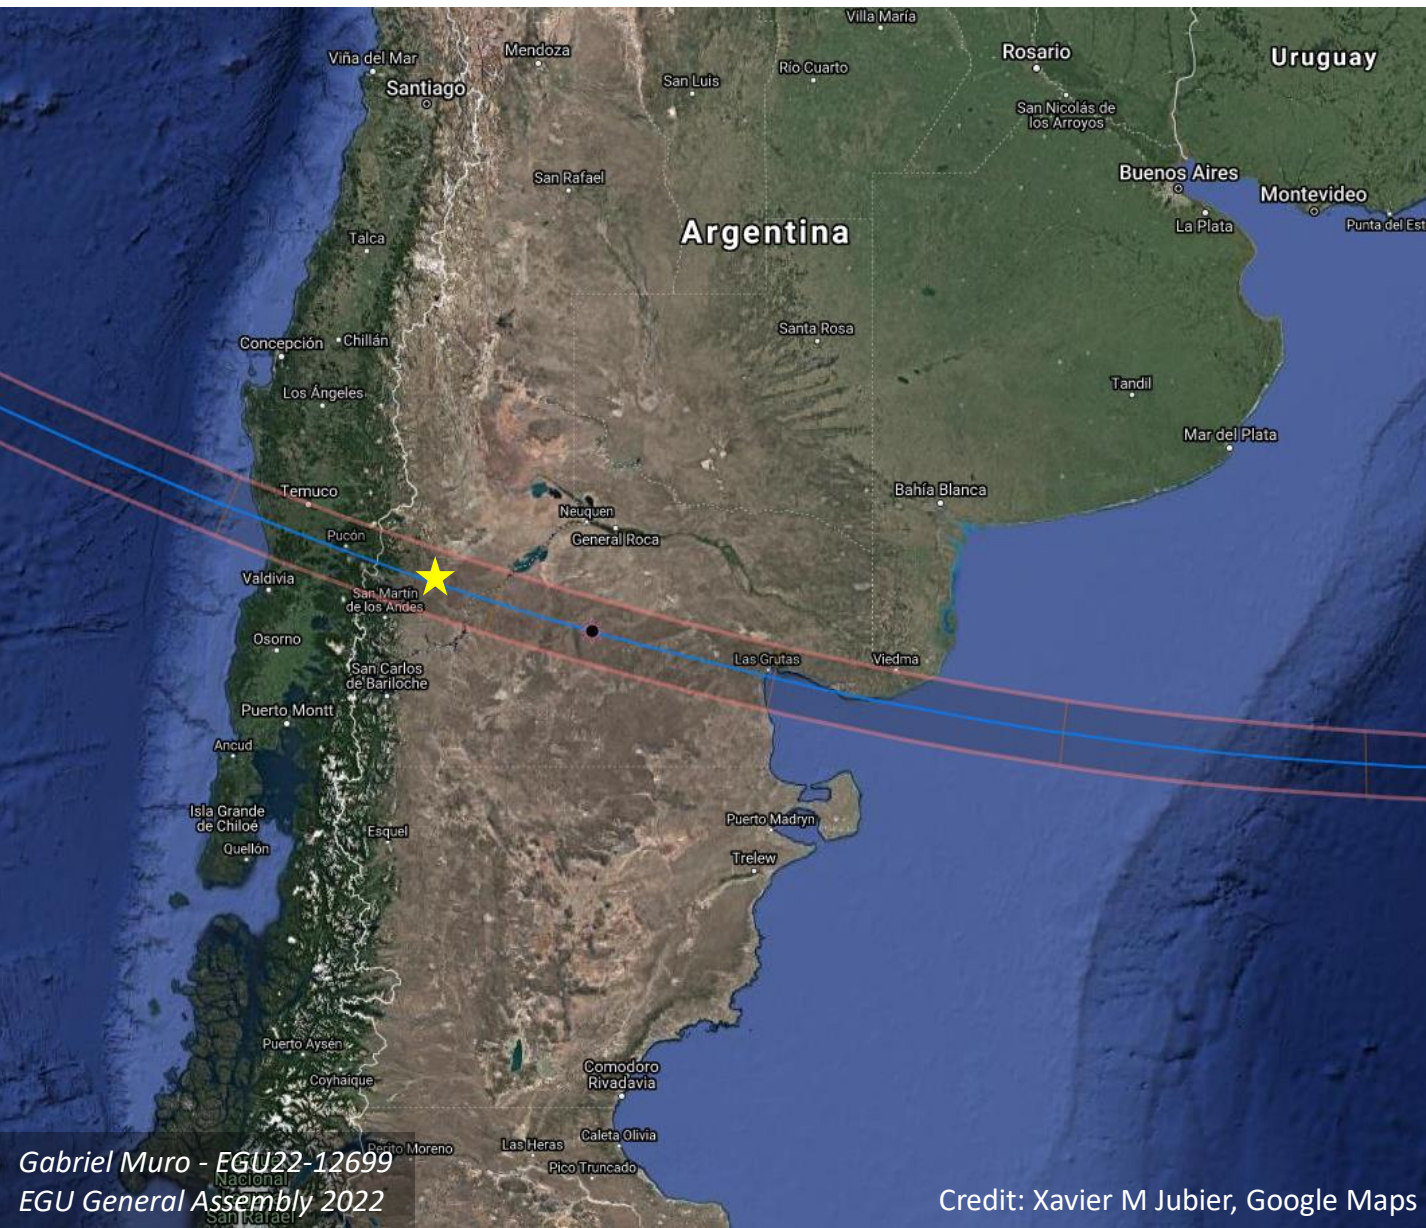 Villa María
Viña del Mar
Mendoza
Rosario
Uruguay
Santiago
San Luis
Río Cuarto
San Nicolás de
los Arroyos
San Rafael
Buenos Aires
Montevideo
La Plata
Punta del Est
Talca
Argentina
Santa Rosa
Concepción
Chillán
Los Ángeles
Tandil
Mar del Plata
Temuco
Bahía Blanca
Neuquen
Pucón
General Roca
Valdivia
San Martín
de los Andes
Osorno
Las Grutas
Viedma
San Carlos
de Bariloche
Puerto Montt
Ancud
Isla Grande
de Chiloé
Quellón
Esquel
Puerto Madryn
Trelew
Puerto Aysén
Coyhaique
Comodoro
Rivadavia
Perito Moreno
Las Heras
Caleta Olivia
Pico Truncado
Gabriel Muro - EGU22-12699
Nacional
EGU General Assembly 2022
San Rafael
Credit: Xavier M Jubier, Google Maps